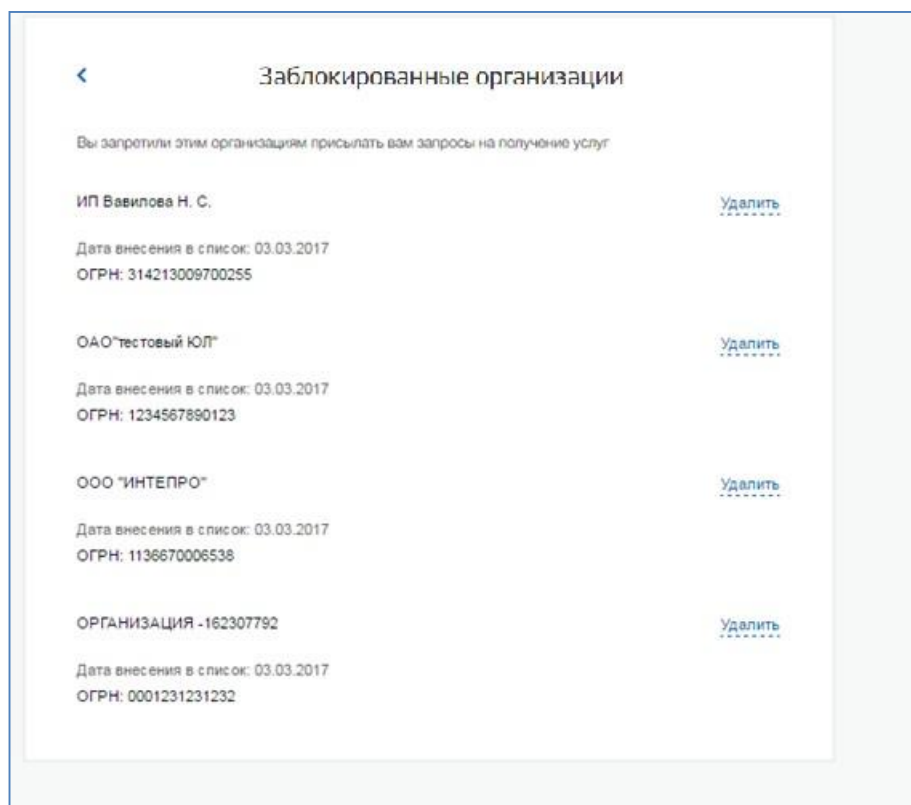 Заблокированные организации
Вы запретили этим организациям присылать вам запросы на получение услуг
ИП Вавилова Н. С.
Удалить
Дата внесения в список: 03.03.2017
ОГРН: 314213009700255
ОАО"тестовый ЮЛ"
Удалить
Дата внесения в список: 03.03.2017
ОГРН: 1234567890123
ООО "ИНТЕПРО"
Удалить
Дата внесения в список: 03.03.2017
ОГРН: 1136670006538
ОРГАНИЗАЦИЯ -162307792
Удалить
Дата внесения в список: 03.03.2017
ОГРН: 0001231231232